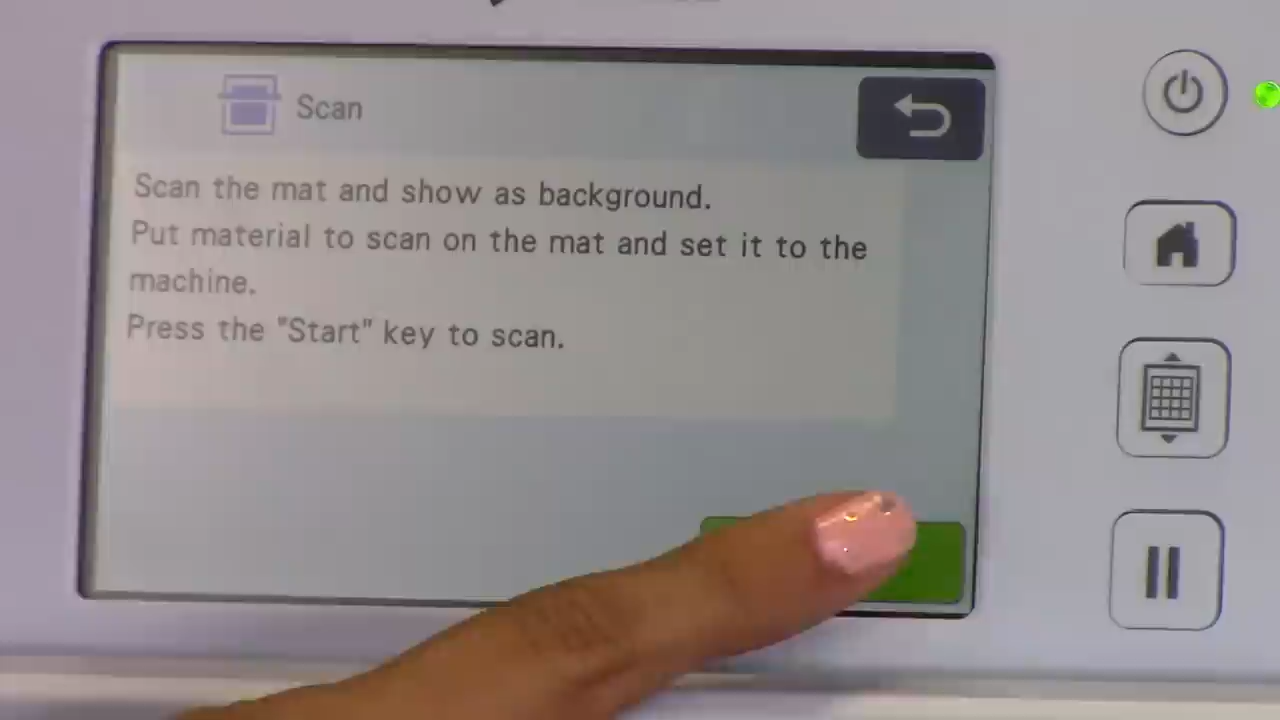 Scan
Scan the mat and show as background.
Put material to scan on the mat and set it to the
machine.
Press the "Start" key to scan.